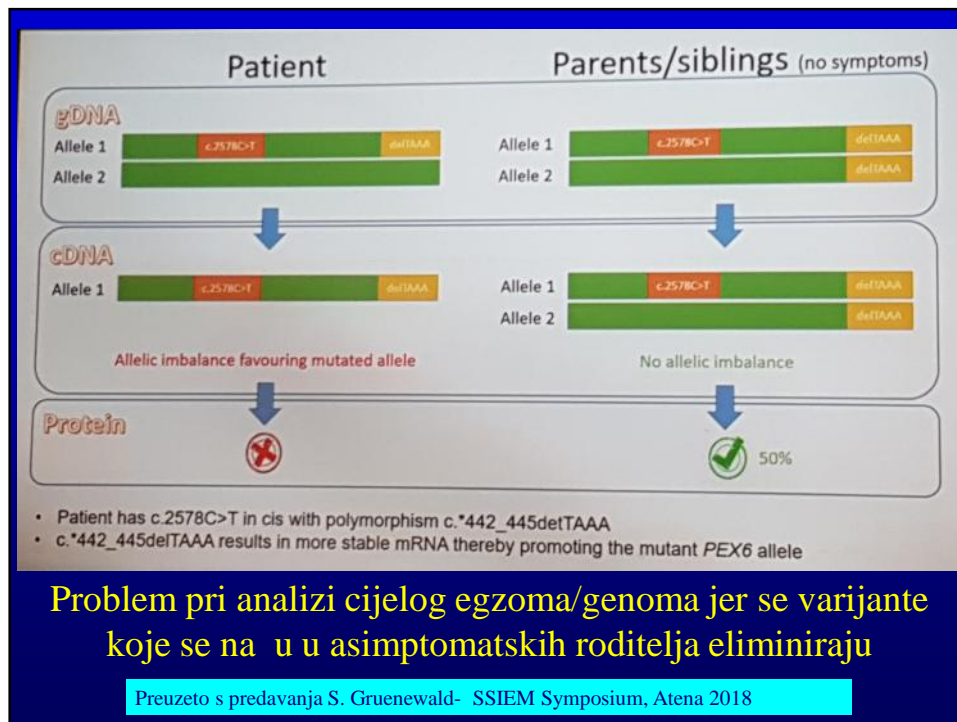 Patient
Parents/siblings (no symptoms)
gDNA
Allele 1 c.2578C>T delTAAA
Allele 2
Allele 1 c.2578C>T delTAAA
Allele 2 delTAAA
cDNA
Allele 1 c.2578C>T delTAAA
Allele 1 c.2578C>T delTAAA
Allele 2 delTAAA
Allelic imbalance favouring mutated allele
No allelic imbalance
Protein
50%
• Patient has c.2578C>T in cis with polymorphism c.*442_445detTAAA
• c.*442_445delTAAA results in more stable mRNA thereby promoting the mutant PEX6 allele
Problem pri analizi cijelog egzoma/genoma jer se varijante
koje se na u u asimptomatskih roditelja eliminiraju
Preuzeto s predavanja S. Gruenewald- SSIEM Symposium, Atena 2018